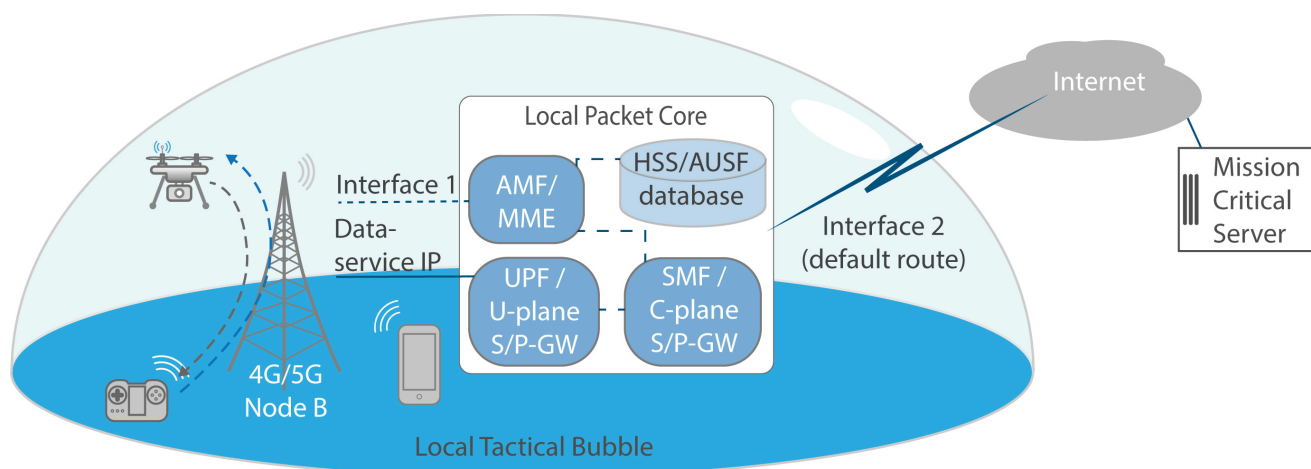 Internet
Local Packet Core
Mission
Critical
Server
HSS/AUSF
database
Interface 1
AMF/
MME
Data-
service IP
Interface 2
(default route)
UPF /
U-plane
S/P-GW
SMF /
C-plane
S/P-GW
4G/5G
Node B
Local Tactical Bubble